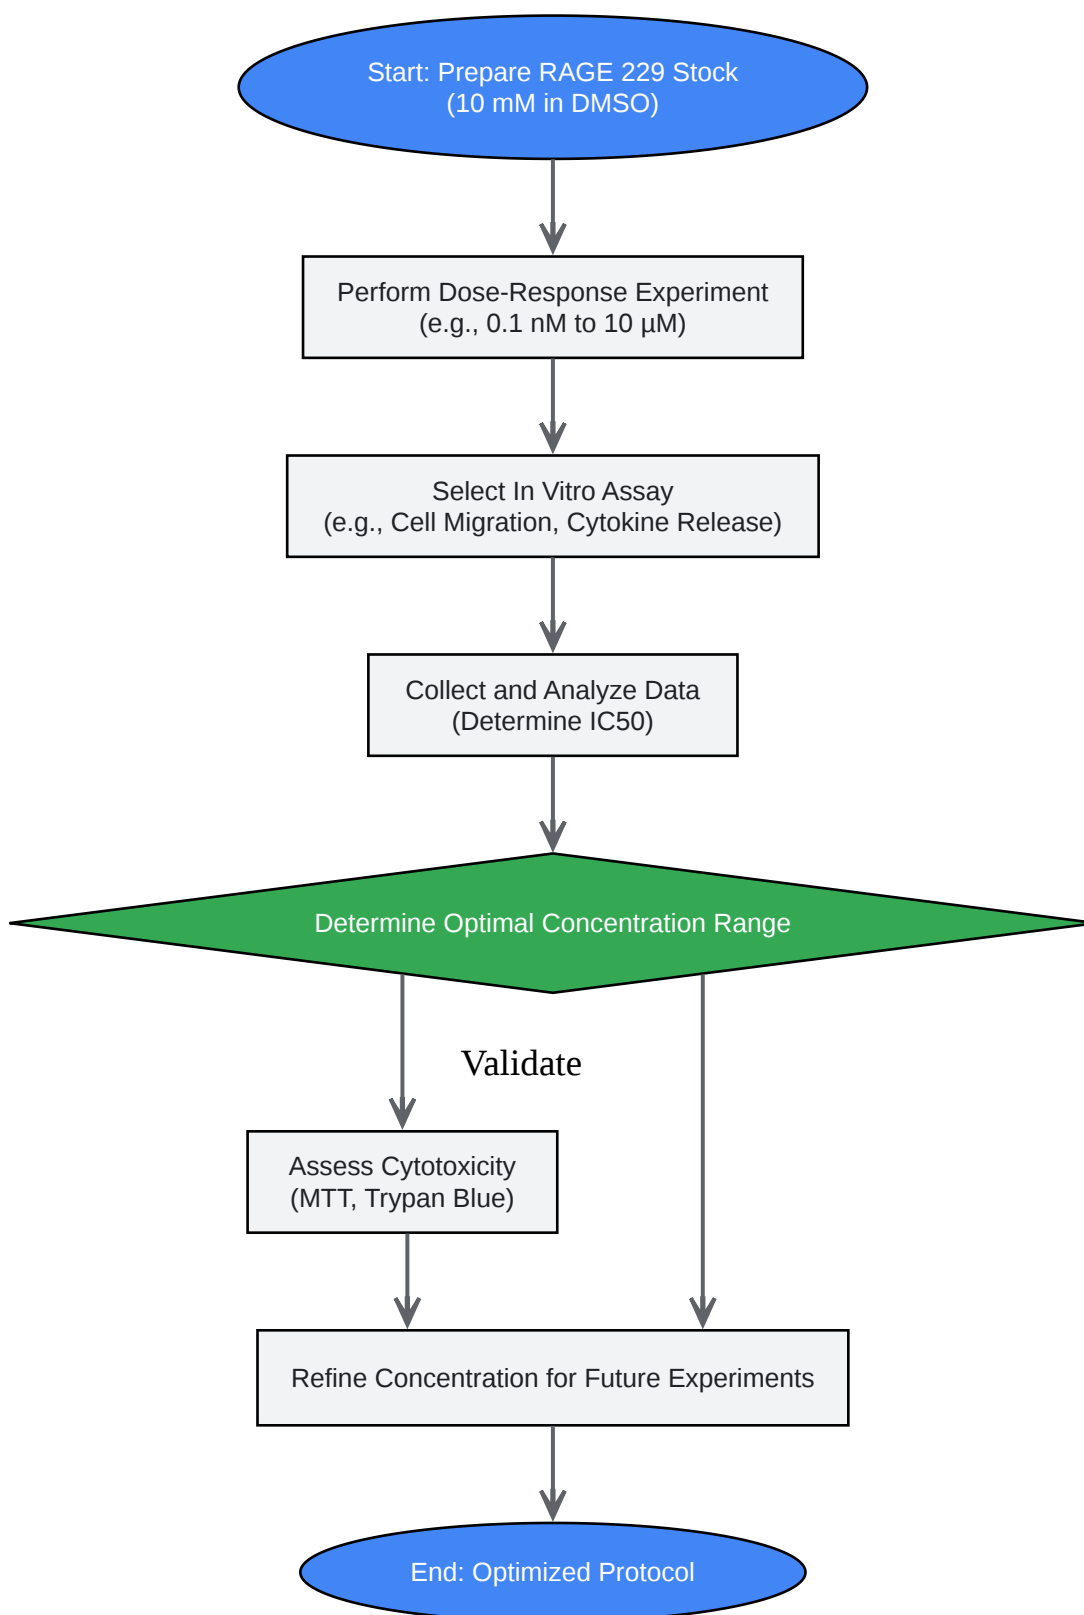 Start: Prepare RAGE 229 Stock
(10 mM in DMSO)
Perform Dose-Response Experiment
(e.g., 0.1 nM to 10 µM)
Select In Vitro Assay
(e.g., Cell Migration, Cytokine Release)
Collect and Analyze Data
(Determine IC50)
Determine Optimal Concentration Range
Validate
Assess Cytotoxicity
(MTT, Trypan Blue)
Refine Concentration for Future Experiments
End: Optimized Protocol